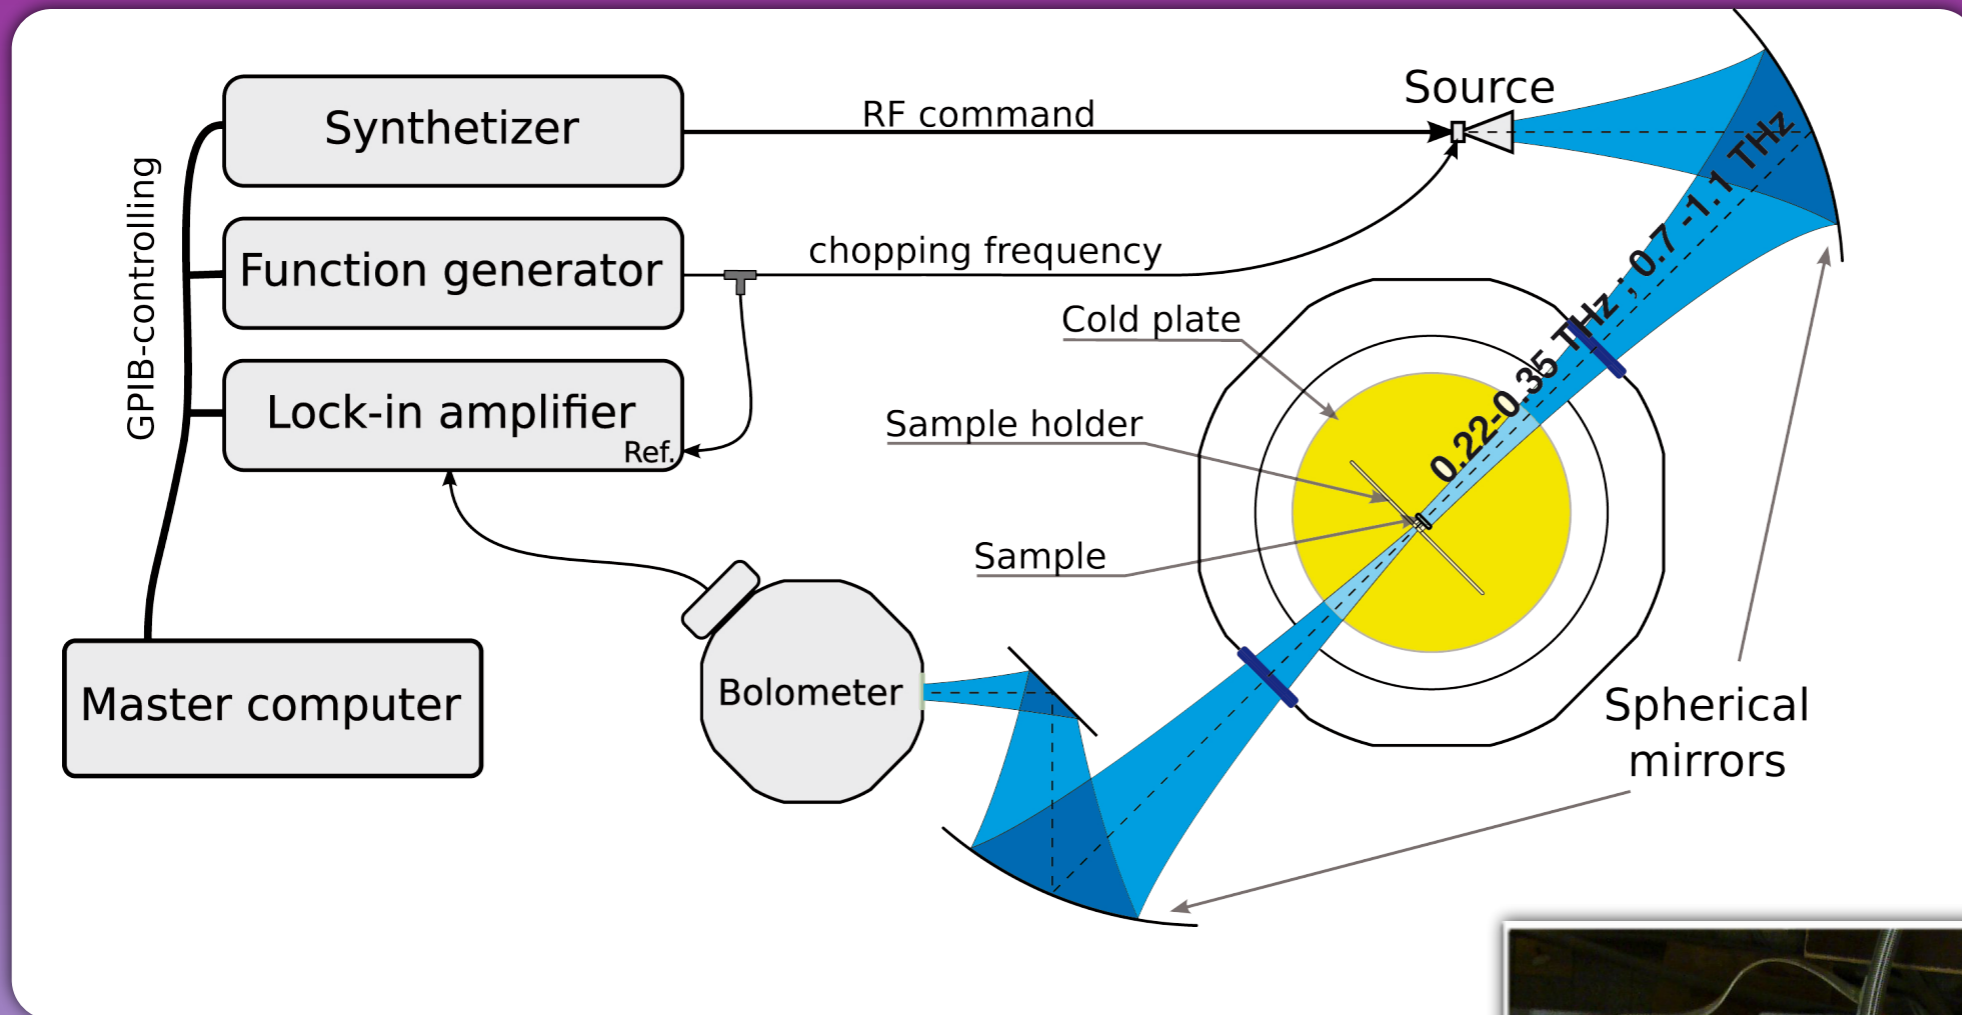 Source
Synthetizer
RF command
GPIB-controlling
Function generator
chopping frequency
0.22-0.35 THz ; 0.7 -1.1 THz
Cold plate
Lock-in amplifier
Ref.
Sample holder
Sample
Master computer
Bolometer
Spherical
mirrors